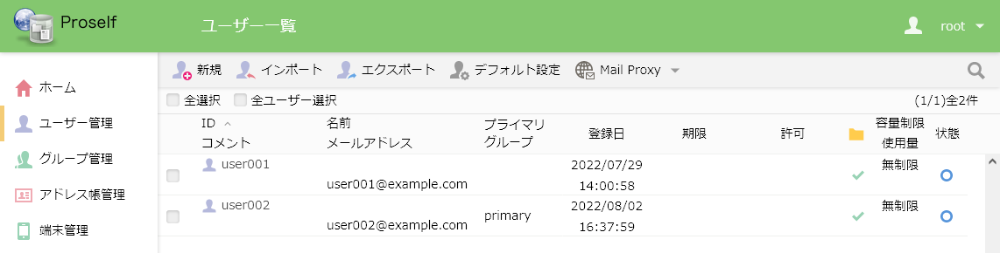 Proself
ユーザー一覧
root
新規 インポート エクスポート デフォルト設定 Mail Proxy
ホーム
ユーザー管理
グループ管理
アドレス帳管理
端末管理
全選択 全ユーザー選択 (1/1)全2件
ID 名前 プライマリ 登録日 期限 許可 容量制限 状態
コメント メールアドレス グループ 使用量
user001 2022/07/29 無制限
user001@example.com 14:00:58
user002 2022/08/02 無制限
user002@example.com primary 16:37:59